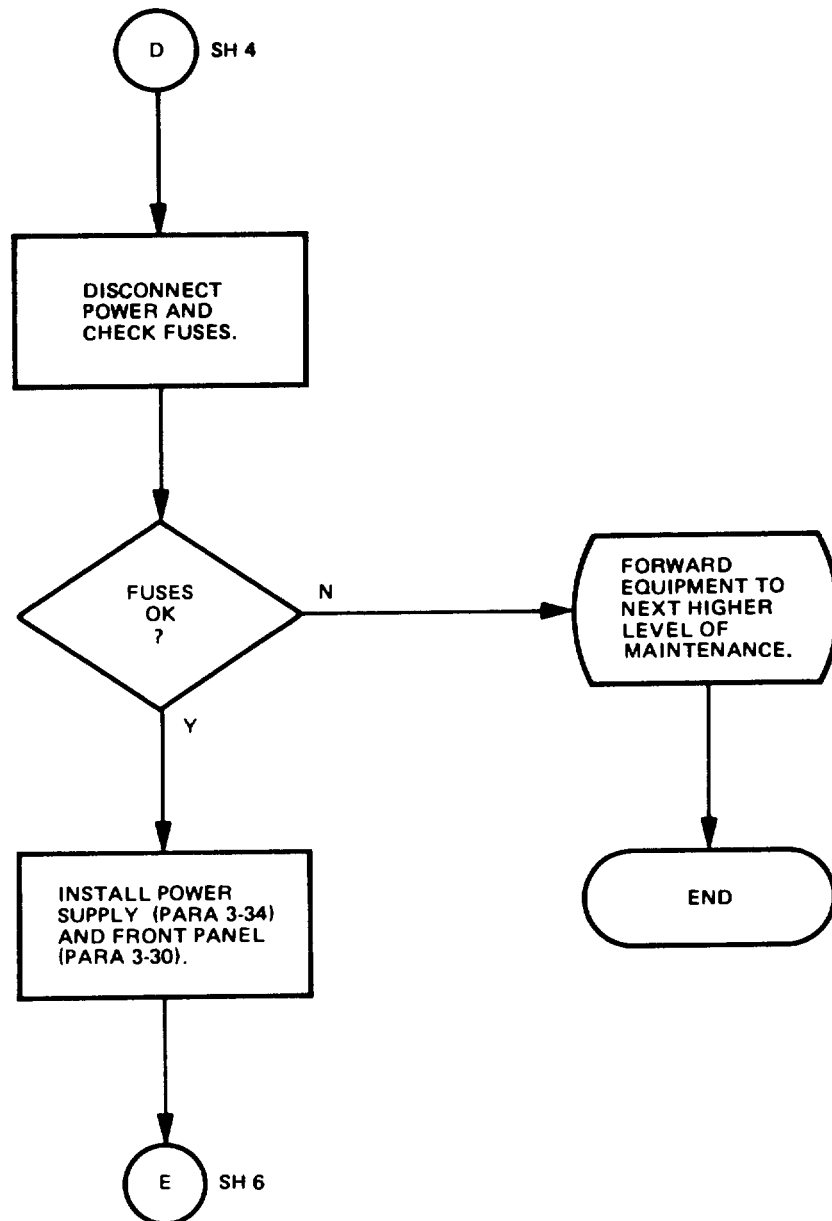 D SH 4
DISCONNECT
POWER AND
CHECK FUSES.
FUSES
OK
?
N
Y
FORWARD
EQUIPMENT TO
NEXT HIGHER
LEVEL OF
MAINTENANCE.
END
INSTALL POWER
SUPPLY (PARA 3-34)
AND FRONT PANEL
(PARA 3-30).
E SH 6